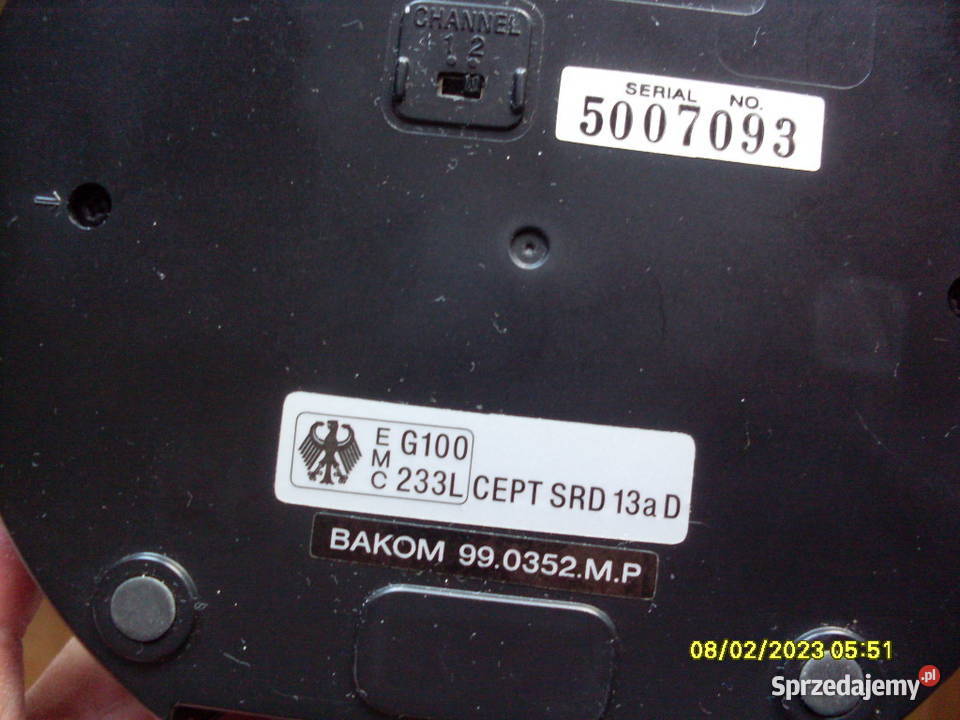 CHANNEL
1 2
SERIAL NO.
5007093
EMC
G100
233L
CEPT SRD 13a D
BAKOM 99.0352.M.P
08/02/2023 05:51
Sprzedajemy.pl